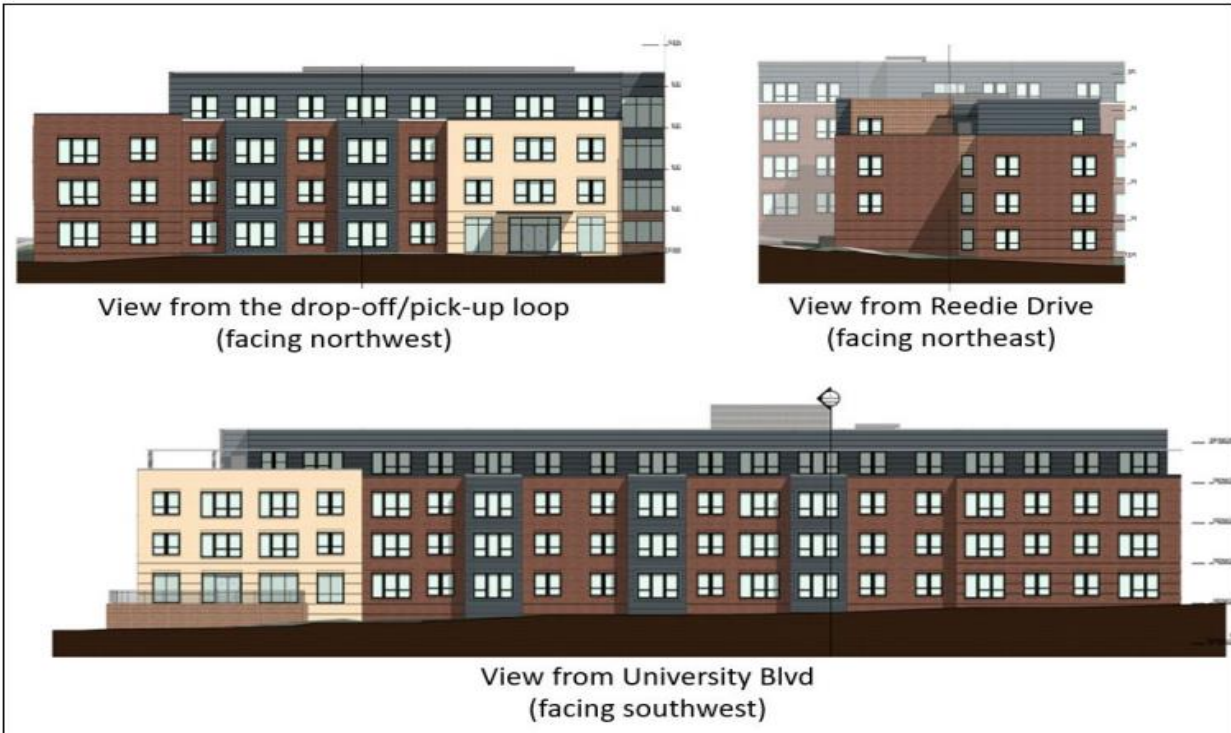 View from the drop-off/pick-up loop
(facing northwest)
View from Reedie Drive
(facing northeast)
View from University Blvd
(facing southwest)